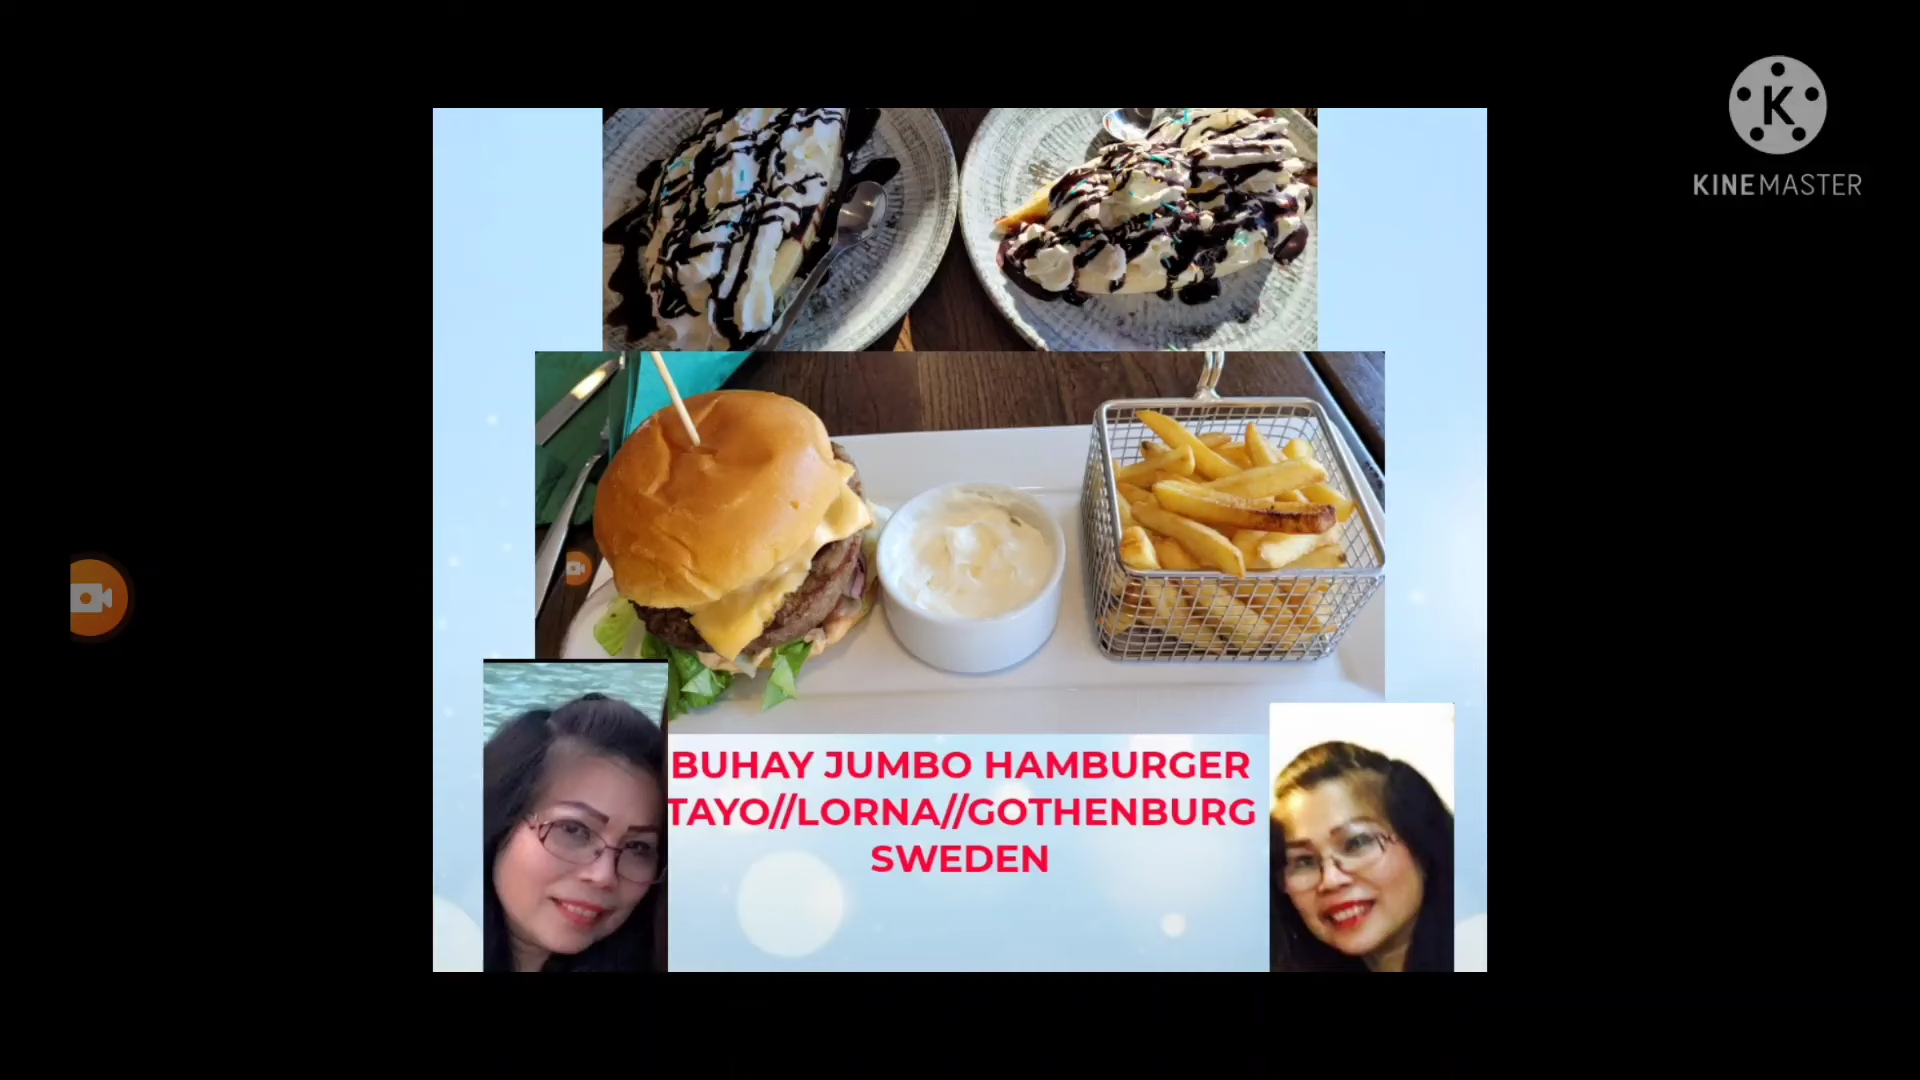 K
KINEMASTER
BUHAY JUMBO HAMBURGER
TAYO//LORNA//GOTHENBURG
SWEDEN